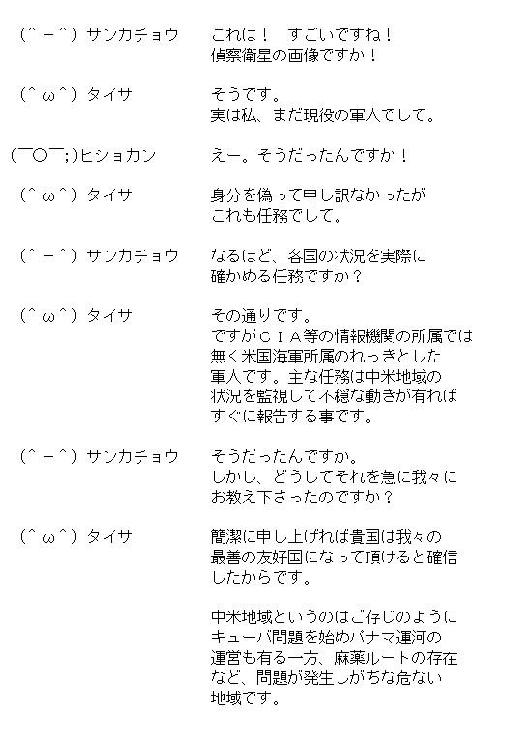 (＾－＾) サンカチョウ　これは！　すごいですね！
偵察衛星の画像ですか！
(＾ω＾) タイサ　そうです。
実は私、まだ現役の軍人でして。
(￣○￣;)ヒショカン　えー。そうだったんですか！
(＾ω＾) タイサ　身分を偽って申し訳なかったが
これも任務でして。
(＾－＾) サンカチョウ　なるほど、各国の状況を実際に
確かめる任務ですか？
(＾ω＾) タイサ　その通りです。
ですがＣＩＡ等の情報機関の所属では
無く米国海軍所属のれっきとした
軍人です。主な任務は中米地域の
状況を監視して不穏な動きが有れば
すぐに報告する事です。
(＾－＾) サンカチョウ　そうだったんですか。
しかし、どうしてそれを急に我々に
お教え下さったのですか？
(＾ω＾) タイサ　簡潔に申し上げれば貴国は我々の
最善の友好国になって頂けると確信
したからです。
中米地域というのはご存じのように
キューバ問題を始めパナマ運河の
運営も有る一方、麻薬ルートの存在
など、問題が発生しがちな危ない
地域です。